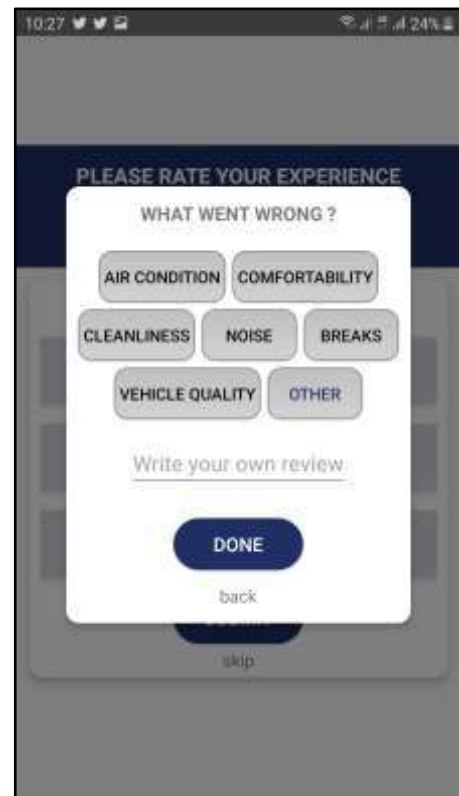 10:27 24%
PLEASE RATE YOUR EXPERIENCE
WHAT WENT WRONG ?
AIR CONDITION COMFORTABILITY
CLEANLINESS NOISE BREAKS
VEHICLE QUALITY OTHER
Write your own review
DONE
back
skip